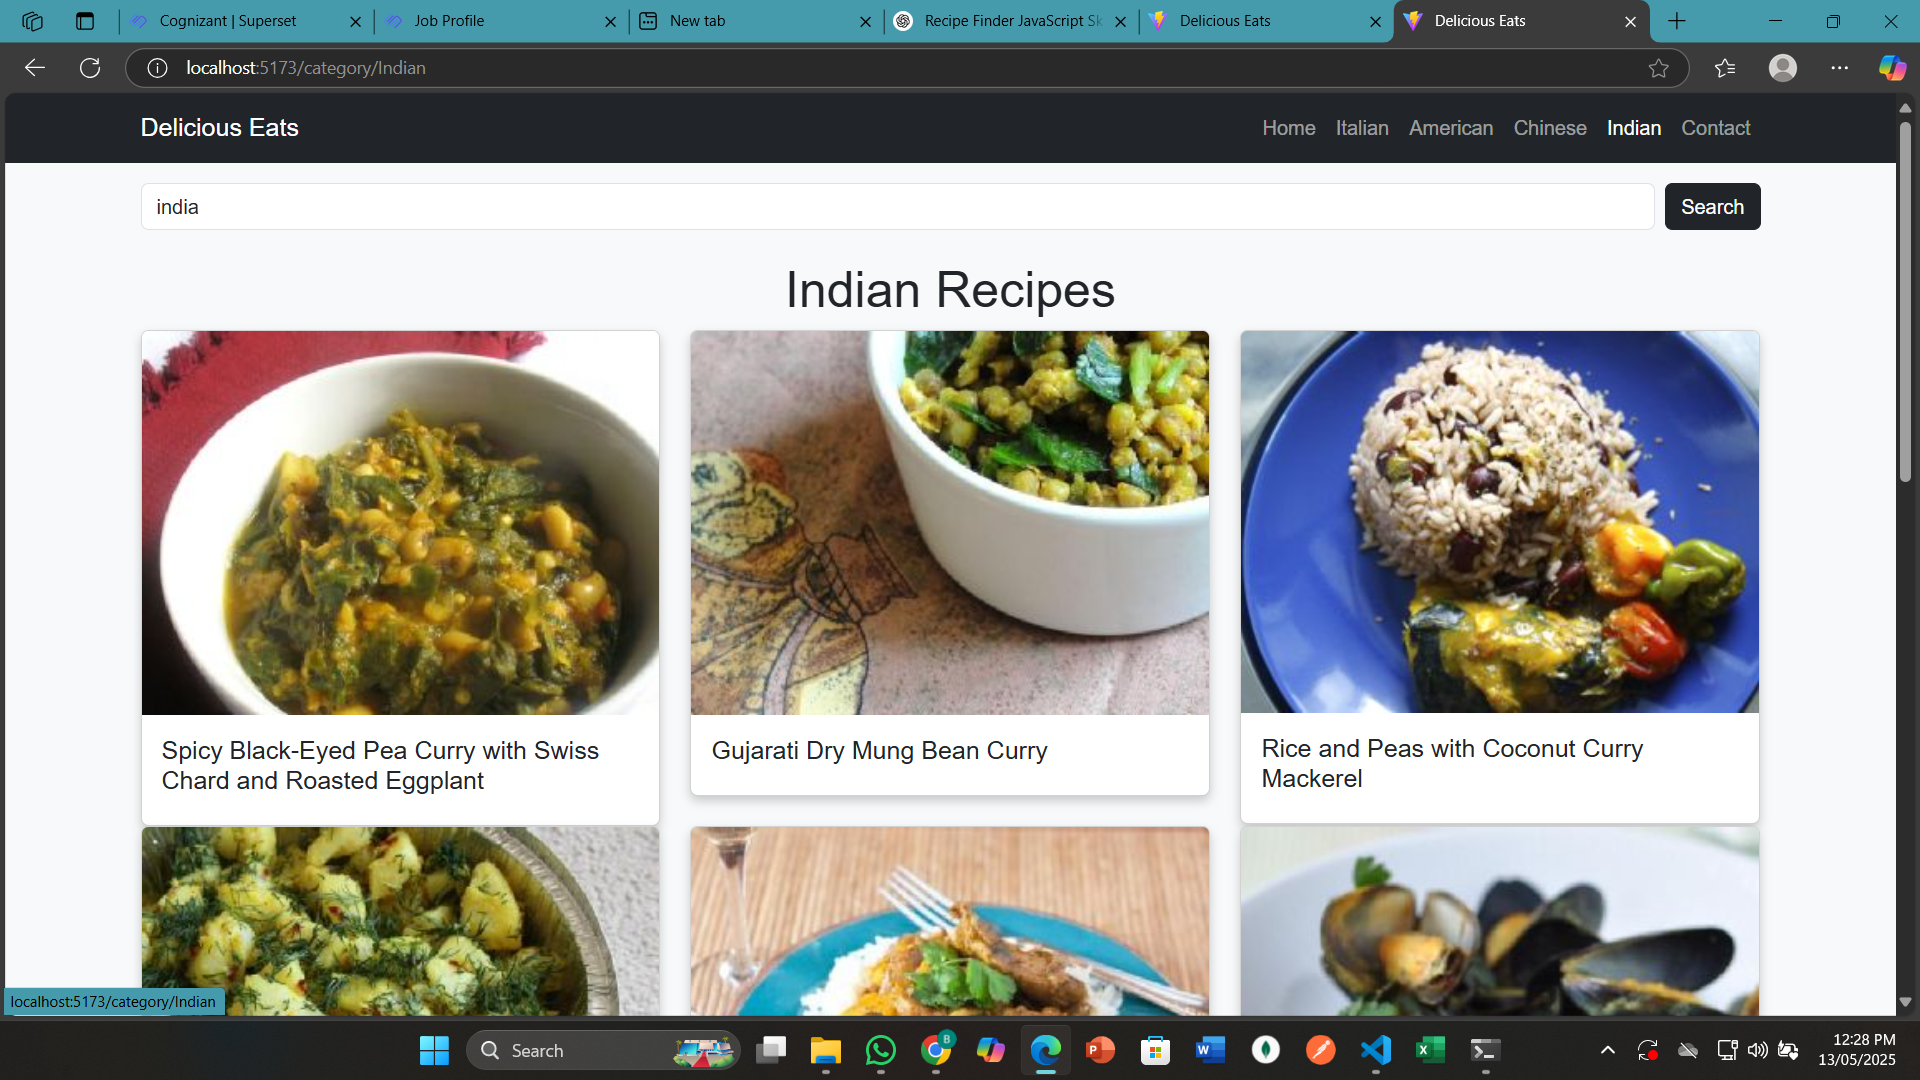 Cognizant | Superset
Job Profile
New tab
Recipe Finder JavaScript Sk
Delicious Eats
Delicious Eats
localhost:5173/category/Indian
Delicious Eats
Home Italian American Chinese Indian Contact
india
Search
Indian Recipes
Spicy Black-Eyed Pea Curry with Swiss
Chard and Roasted Eggplant
Gujarati Dry Mung Bean Curry
Rice and Peas with Coconut Curry
Mackerel
localhost:5173/category/Indian
Search
B
P
W
X
12:28 PM
13/05/2025